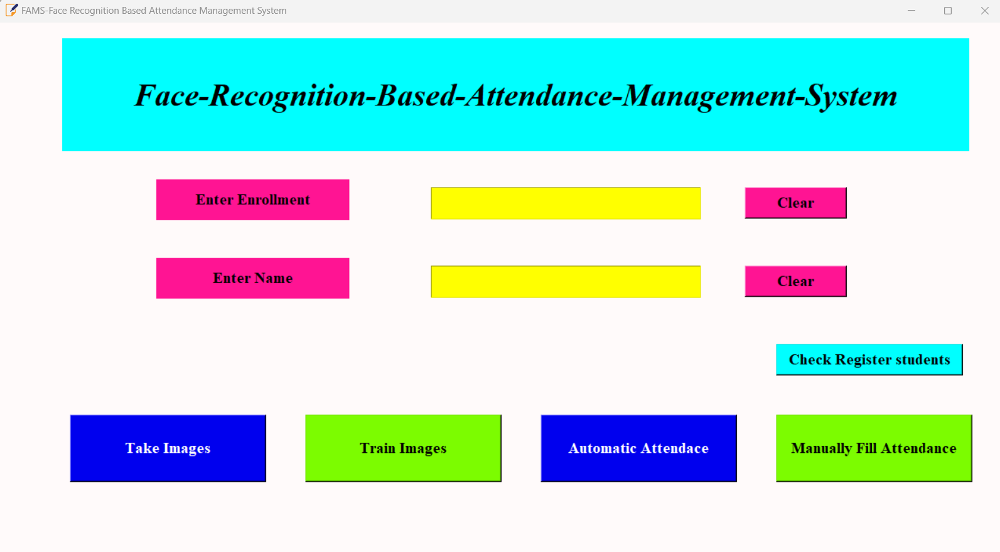 FAMS-Face Recognition Based Attendance Management System
Face-Recognition-Based-Attendance-Management-System
Enter Enrollment
Clear
Enter Name
Clear
Check Register students
Take Images
Train Images
Automatic Attendace
Manually Fill Attendance